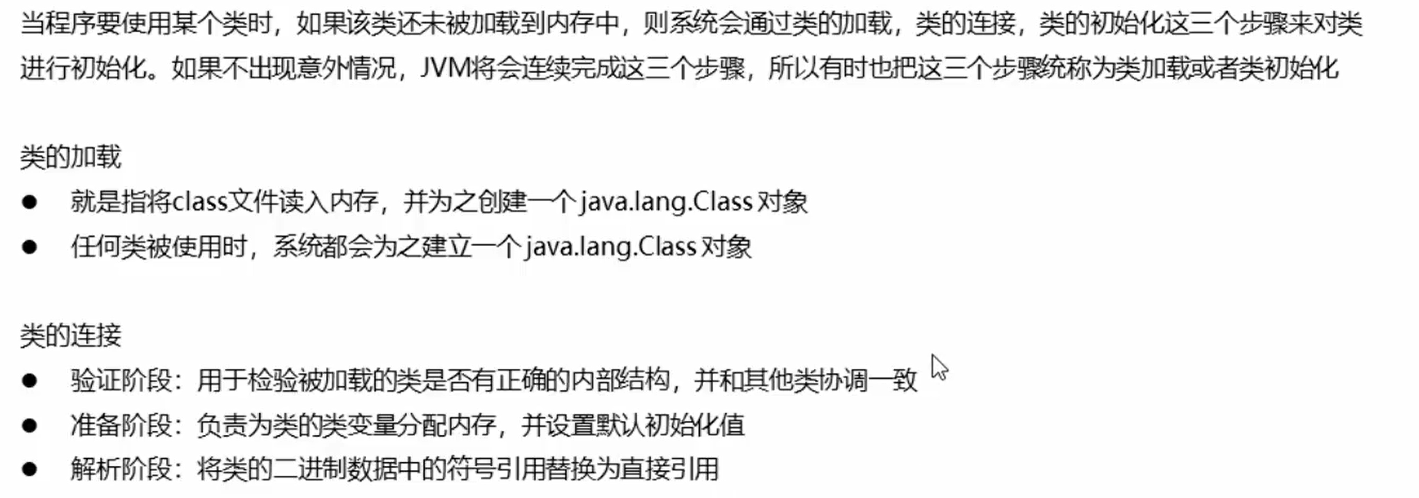 当程序要使用某个类时，如果该类还未被加载到内存中，则系统会通过类的加载，类的连接，类的初始化这三个步骤来对类
进行初始化。如果不出现意外情况，JVM将会连续完成这三个步骤，所以有时也把这三个步骤统称为类加载或者类初始化
类的加载
● 就是指将class文件读入内存，并为之创建一个 java.lang.Class 对象
● 任何类被使用时，系统都会为之建立一个 java.lang.Class 对象
类的连接
● 验证阶段：用于检验被加载的类是否有正确的内部结构，并和其他类协调一致
● 准备阶段：负责为类的类变量分配内存，并设置默认初始化值
● 解析阶段：将类的二进制数据中的符号引用替换为直接引用